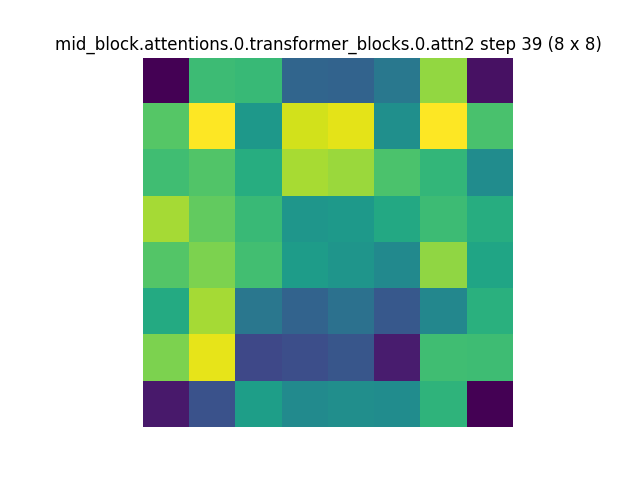 mid_block.attentions.0.transformer_blocks.0.attn2 step 39 (8 x 8)